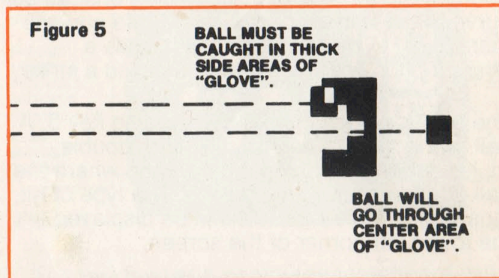 Figure 5
BALL MUST BE
CAUGHT IN THICK
SIDE AREAS OF
“GLOVE”.
BALL WILL
GO THROUGH
CENTER AREA
OF “GLOVE”.